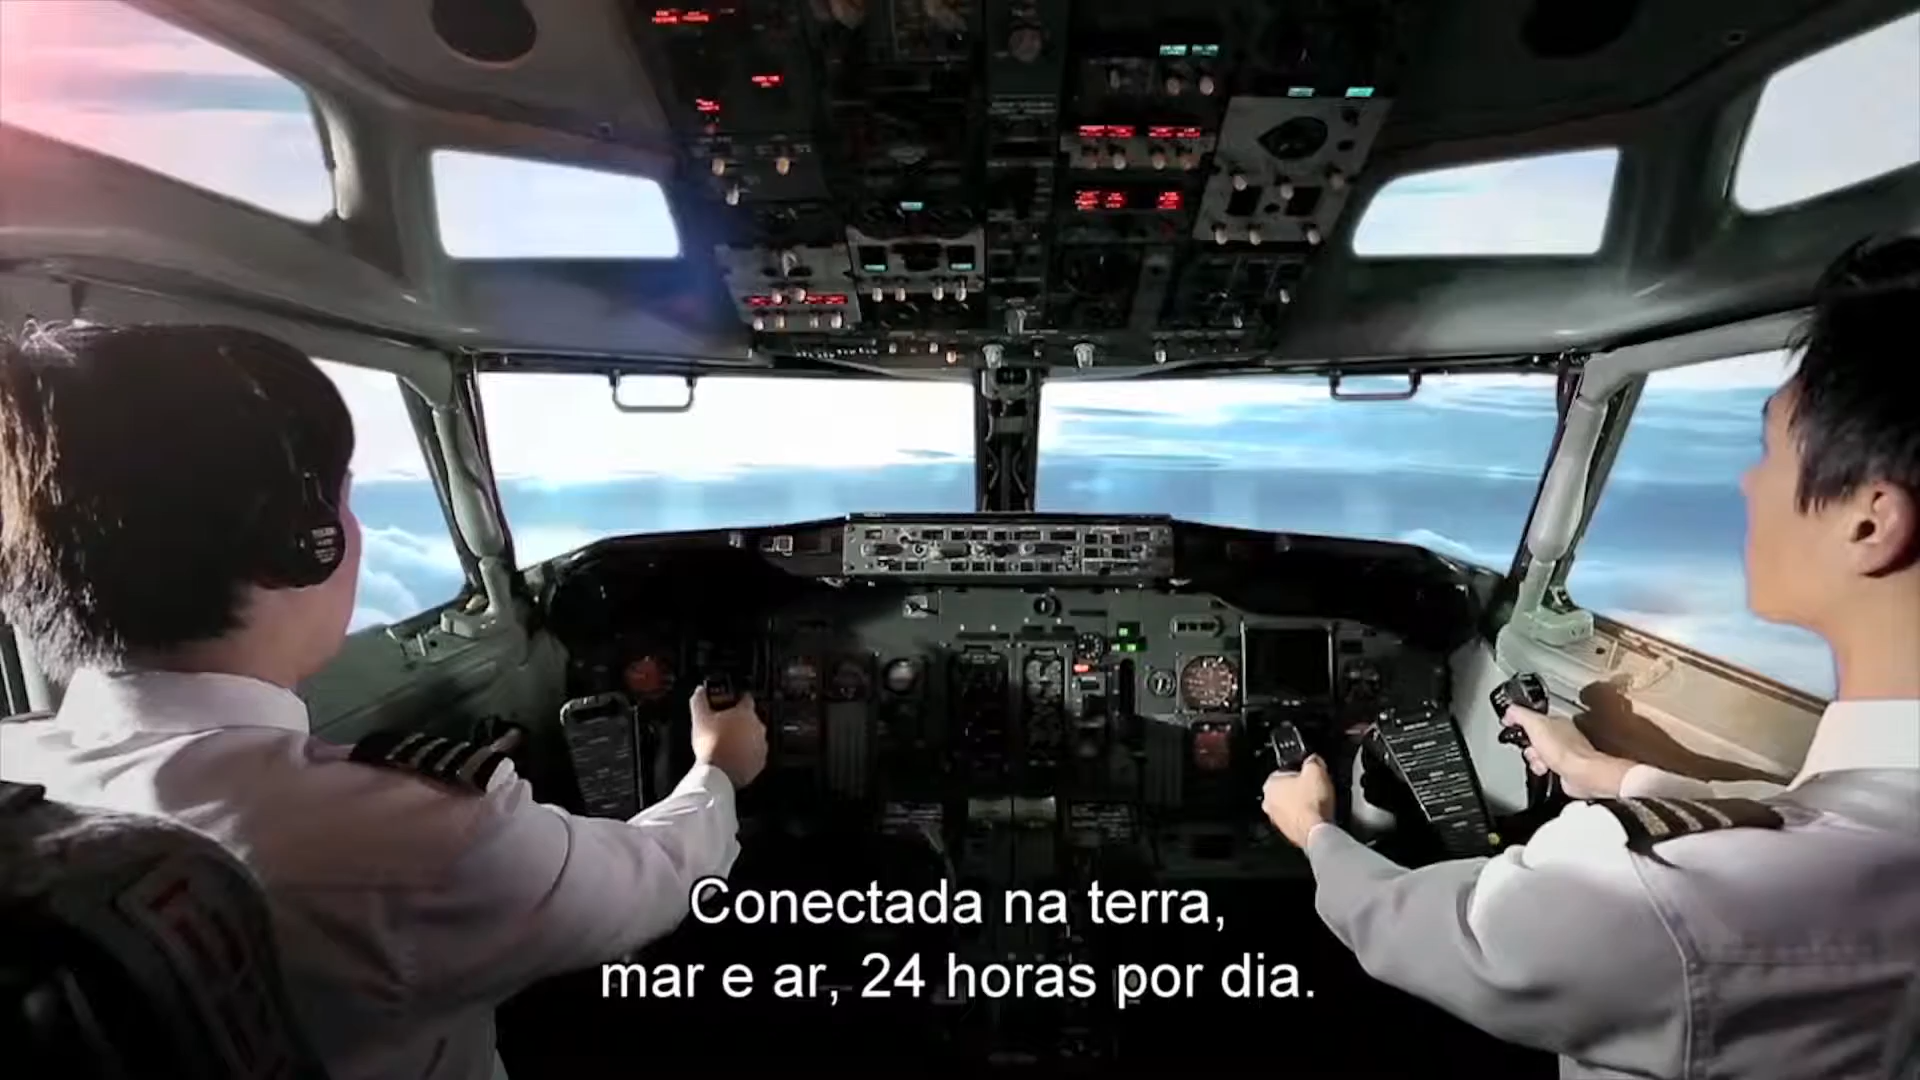 Conectada na terra,
mar e ar, 24 horas por dia.